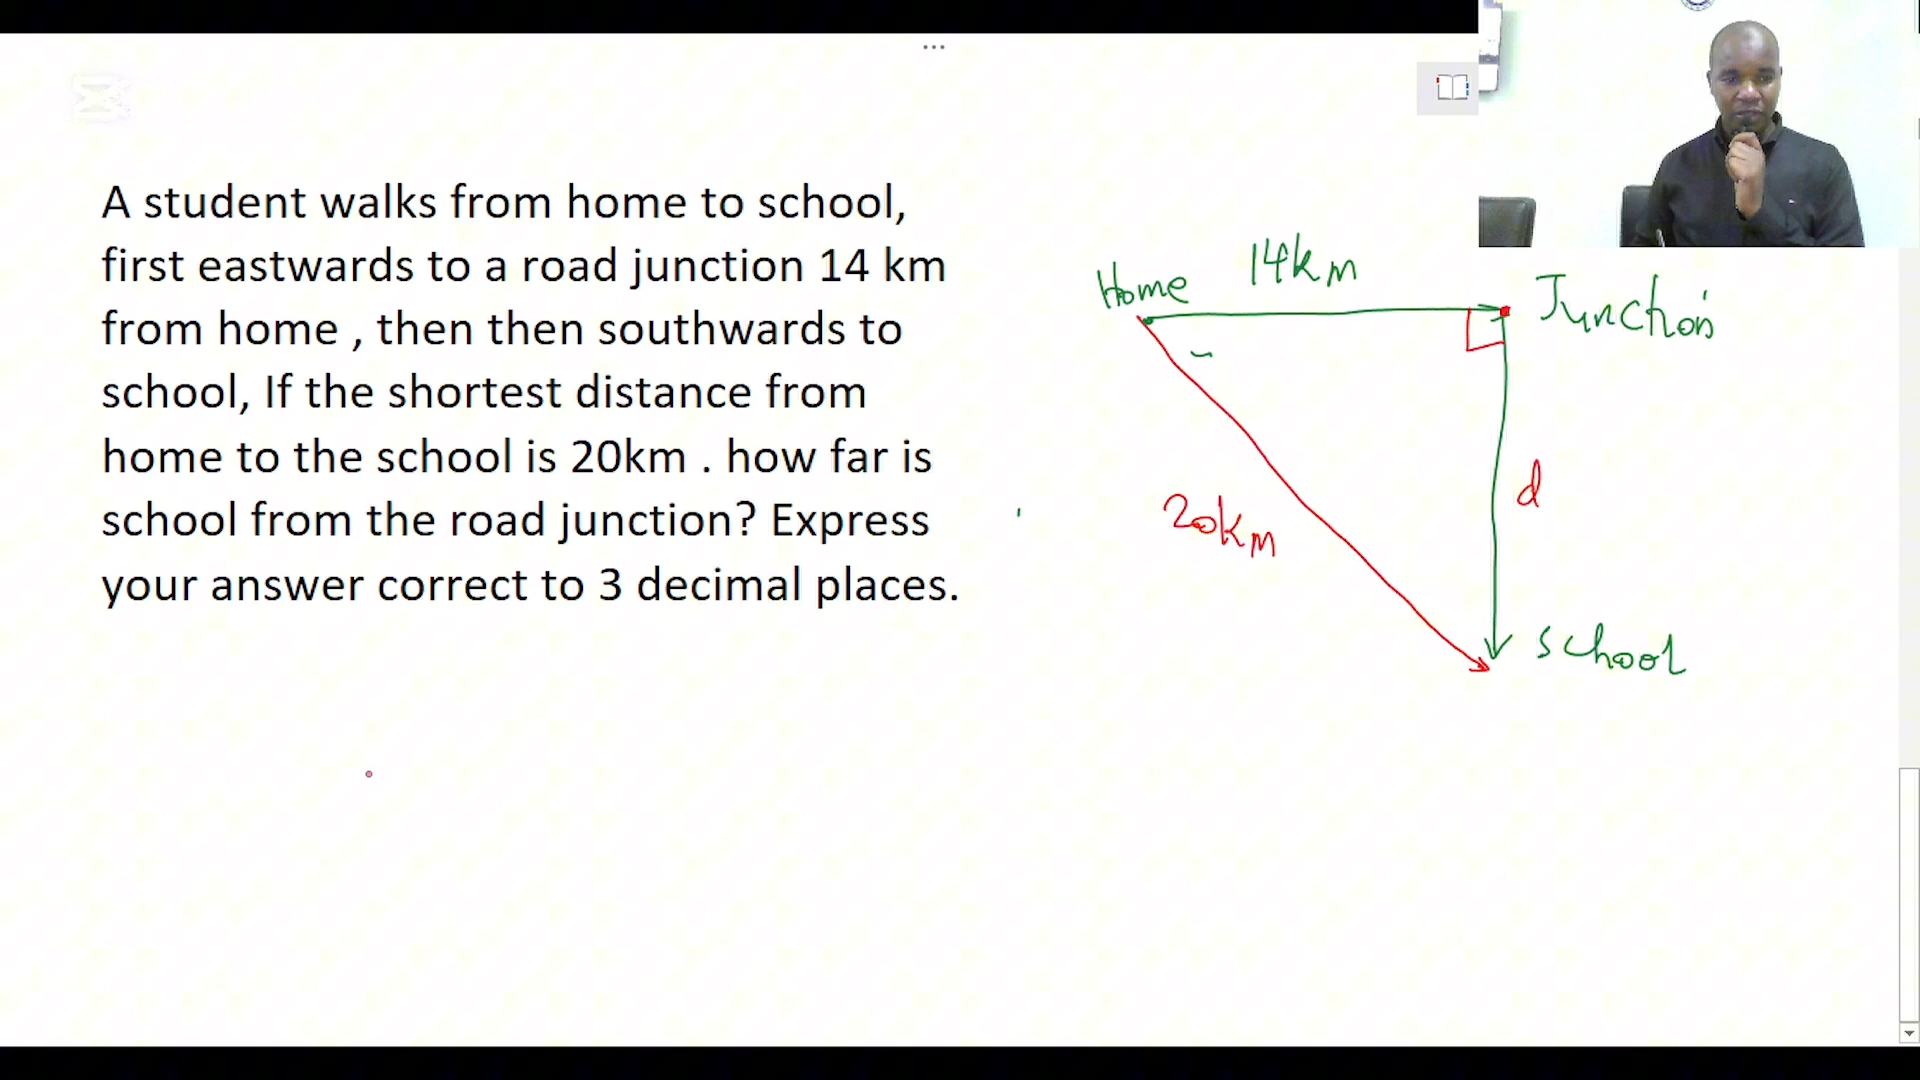 A student walks from home to school,
first eastwards to a road junction 14 km
from home , then then southwards to
school, If the shortest distance from
home to the school is 20km . how far is
school from the road junction? Express
your answer correct to 3 decimal places.
Home
14km
Junction
20km
d
school